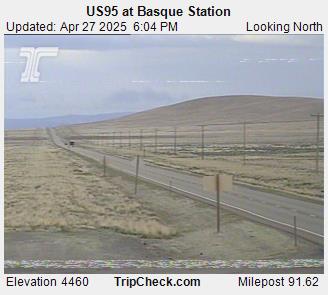 US95 at Basque Station
Updated: Apr 27 2025 6:04 PM Looking North
Elevation 4460 TripCheck.com Milepost 91.62